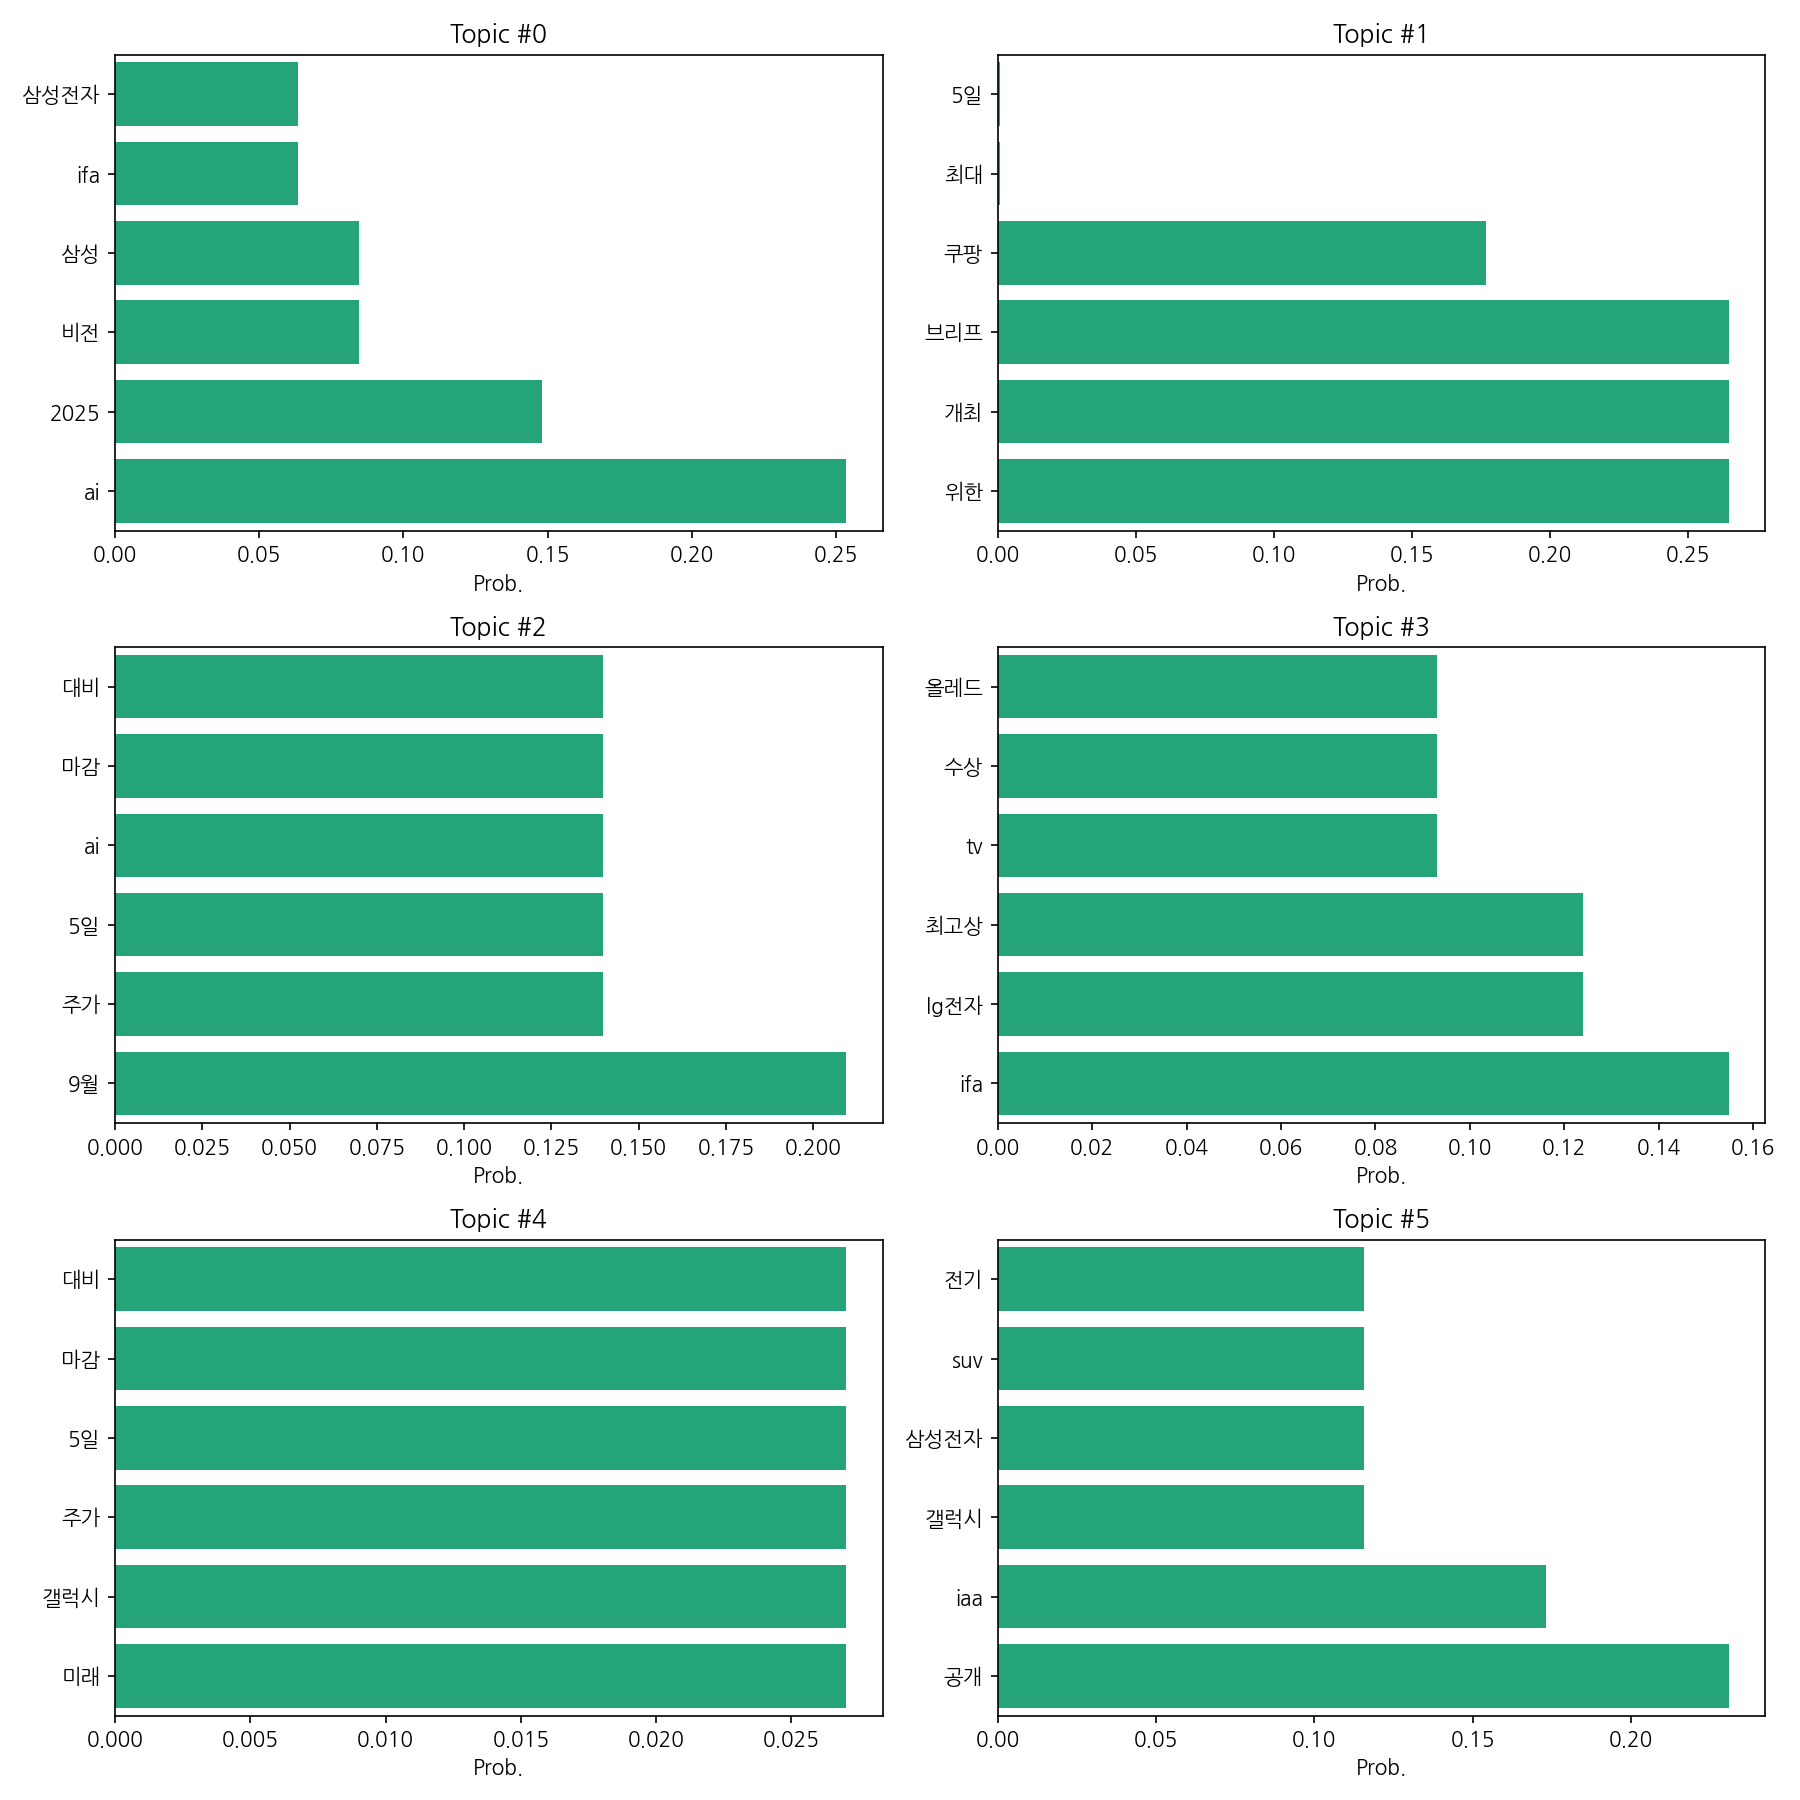 Topic #0
삼성전자
ifa
삼성
비전
2025
ai
0.00 0.05 0.10 0.15 0.20 0.25
Prob.
Topic #1
5일
최대
쿠팡
브리프
개최
위한
0.00 0.05 0.10 0.15 0.20 0.25
Prob.
Topic #2
대비
마감
ai
5일
주가
9월
0.000 0.025 0.050 0.075 0.100 0.125 0.150 0.175 0.200
Prob.
Topic #3
올레드
수상
tv
최고상
lg전자
ifa
0.00 0.02 0.04 0.06 0.08 0.10 0.12 0.14 0.16
Prob.
Topic #4
대비
마감
5일
주가
갤럭시
미래
0.000 0.005 0.010 0.015 0.020 0.025
Prob.
Topic #5
전기
suv
삼성전자
갤럭시
iaa
공개
0.00 0.05 0.10 0.15 0.20
Prob.